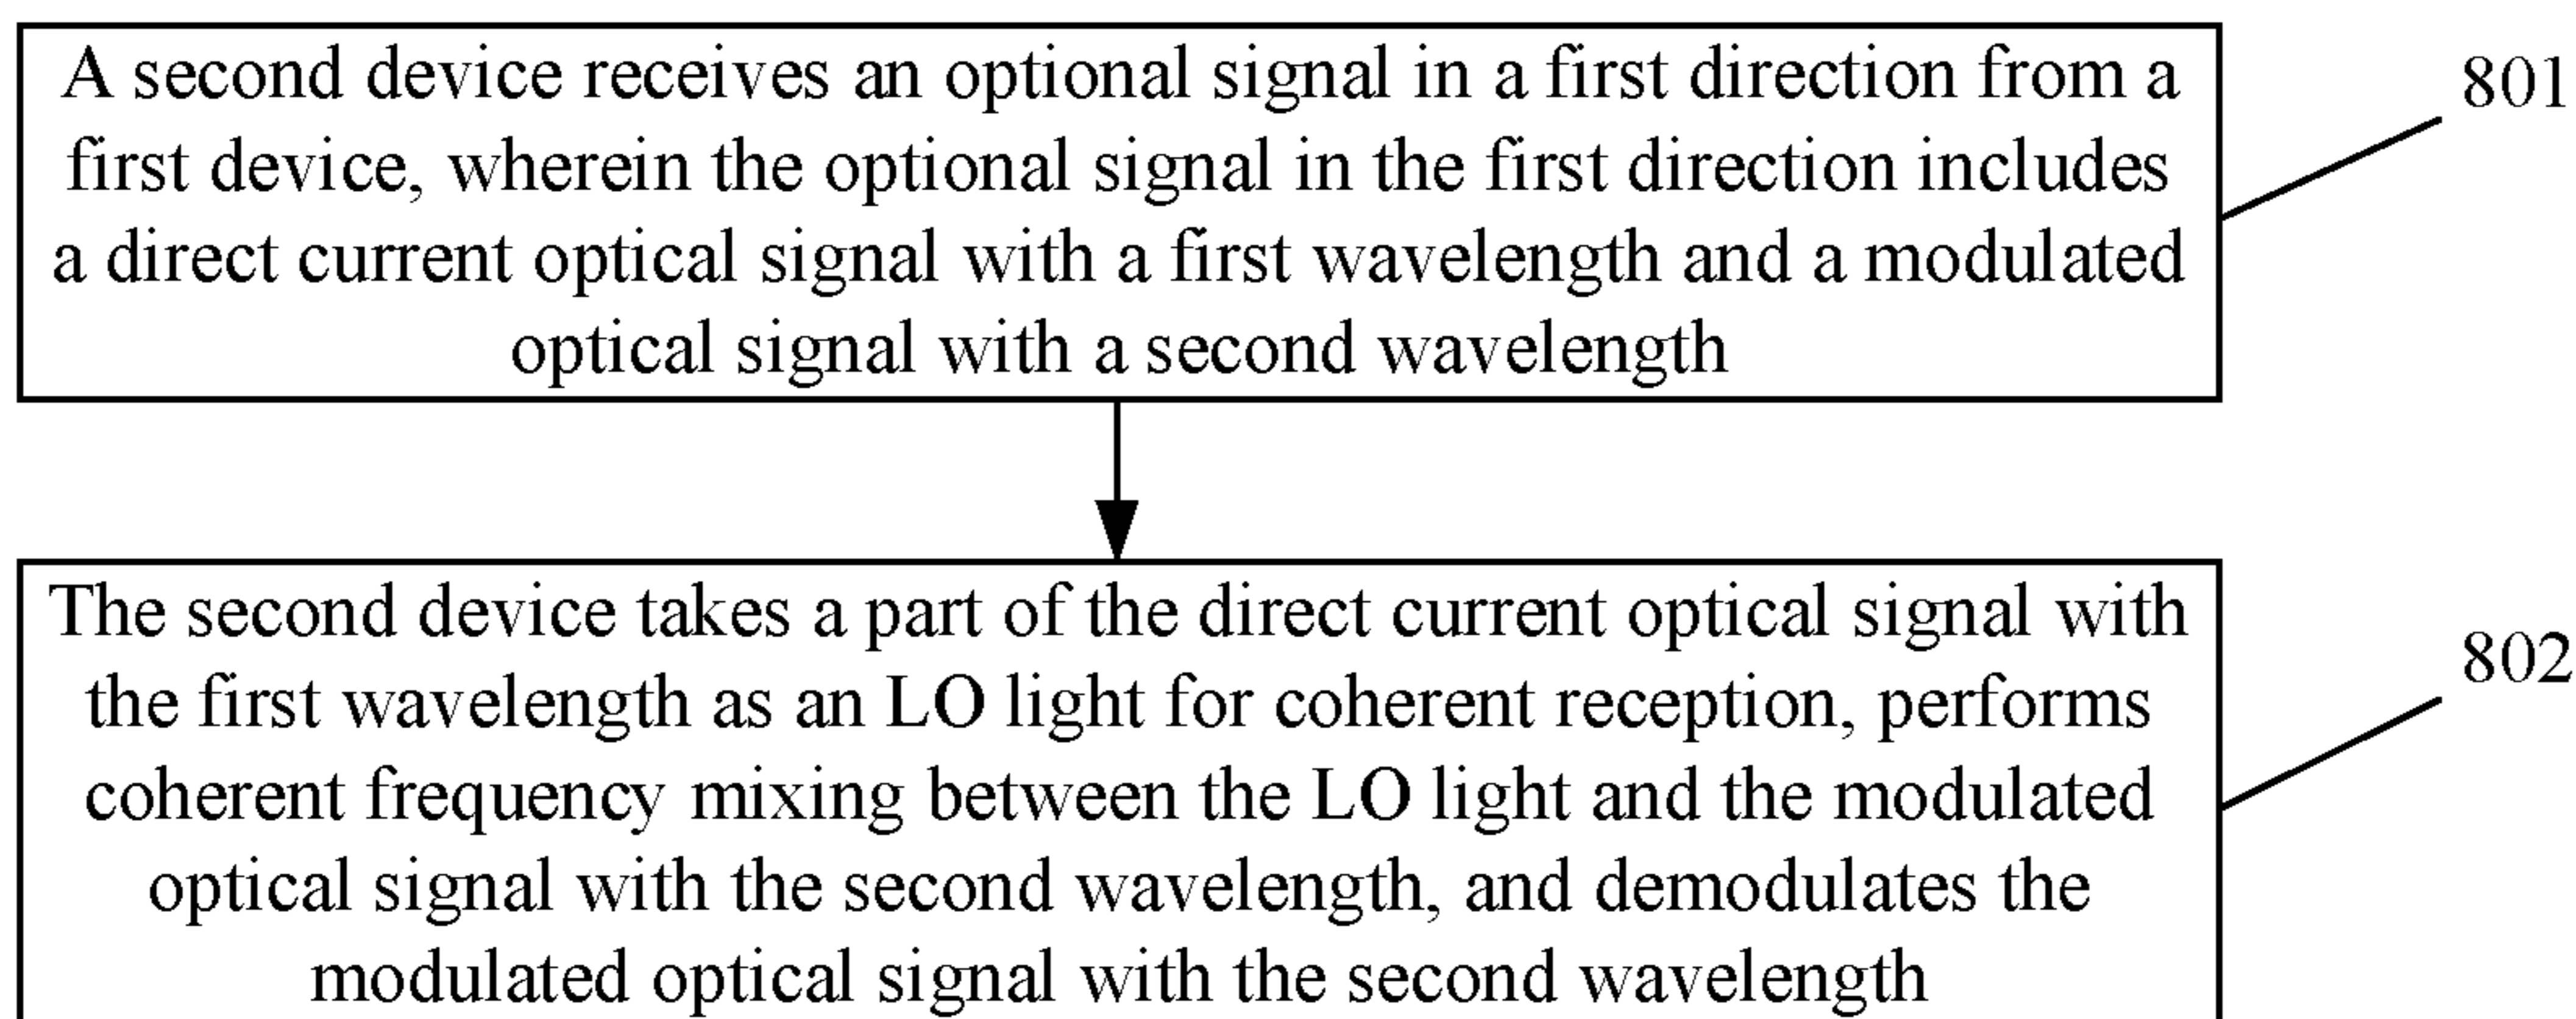 A second device receives an optional signal in a first direction from a
801
first device, wherein the optional signal in the first direction includes
a direct current optical signal with a first wavelength and a modulated
optical signal with a second wavelength
The second device takes a part of the direct current optical signal with
802
the first wavelength as an LO light for coherent reception, performs
coherent frequency mixing between the LO light and the modulated
optical signal with the second wavelength, and demodulates the
modulated optical signal with the second wavelength